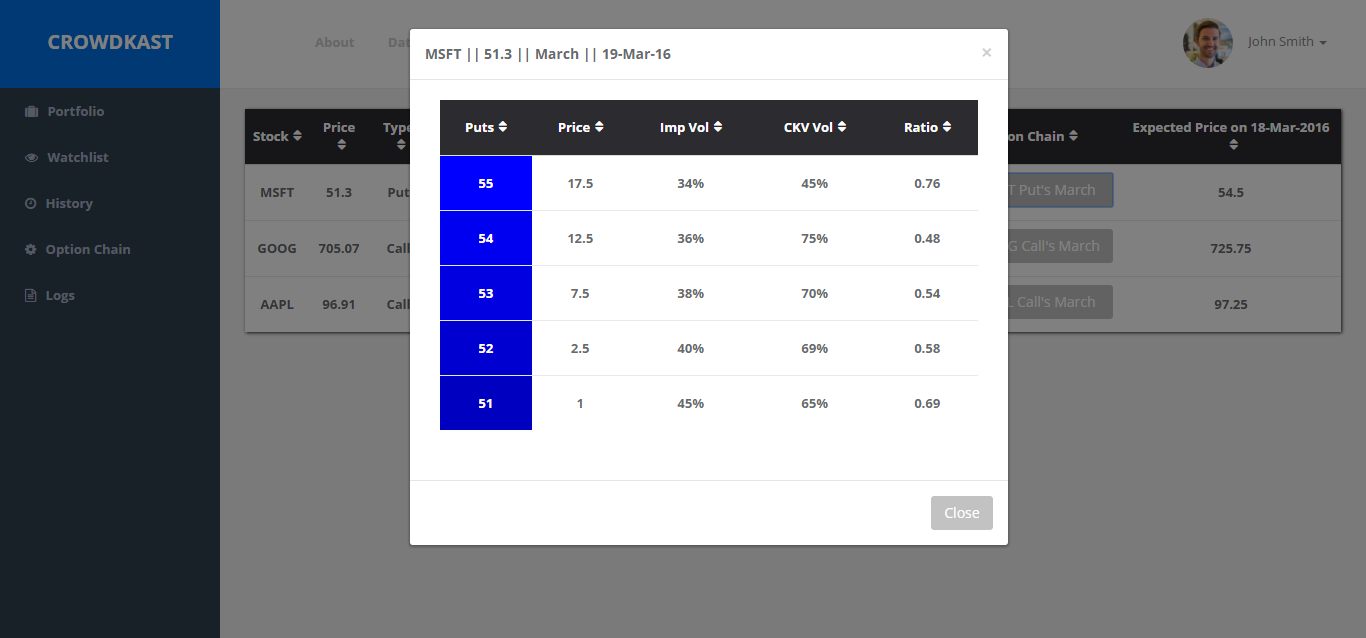 CROWDKAST
About
John Smith
Portfolio
Watchlist
History
Option Chain
Logs
MSFT || 51.3 || March || 19-Mar-16
×
Puts Price Imp Vol CKV Vol Ratio
55 17.5 34% 45% 0.76
54 12.5 36% 75% 0.48
53 7.5 38% 70% 0.54
52 2.5 40% 69% 0.58
51 1 45% 65% 0.69
Close
Stock Price Type Chain Expected Price on 18-Mar-2016
MSFT 51.3 Put Put's March 54.5
GOOG 705.07 Call Call's March 725.75
AAPL 96.91 Call Call's March 97.25